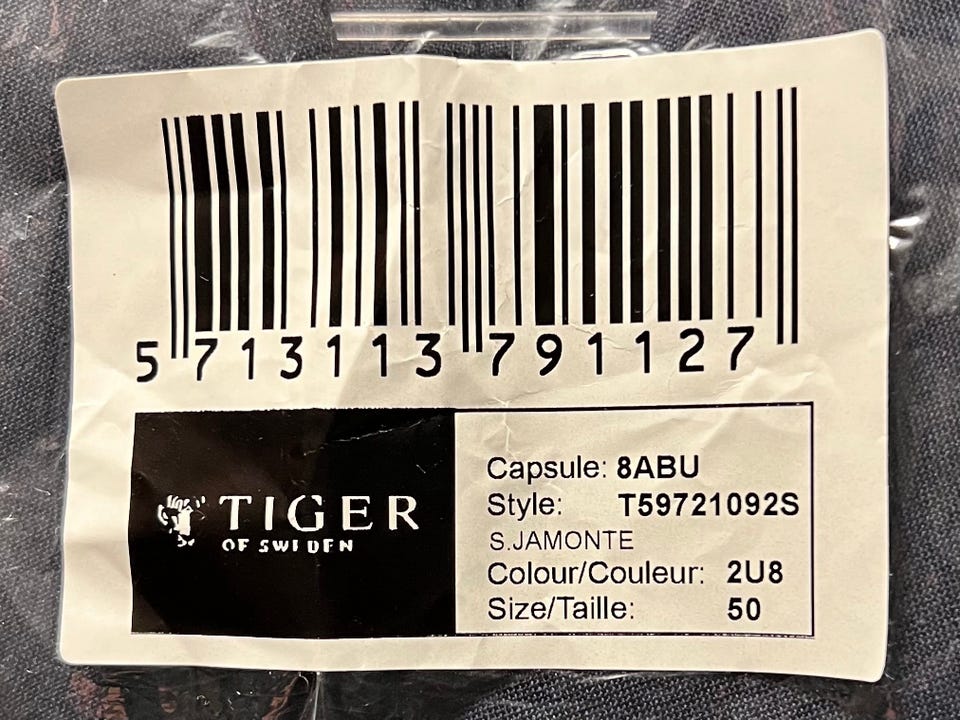 5 713113 791127
TIGER
OF SWEDEN
Capsule: 8ABU
Style: T59721092S
S.JAMONTE
Colour/Couleur: 2U8
Size/Taille: 50